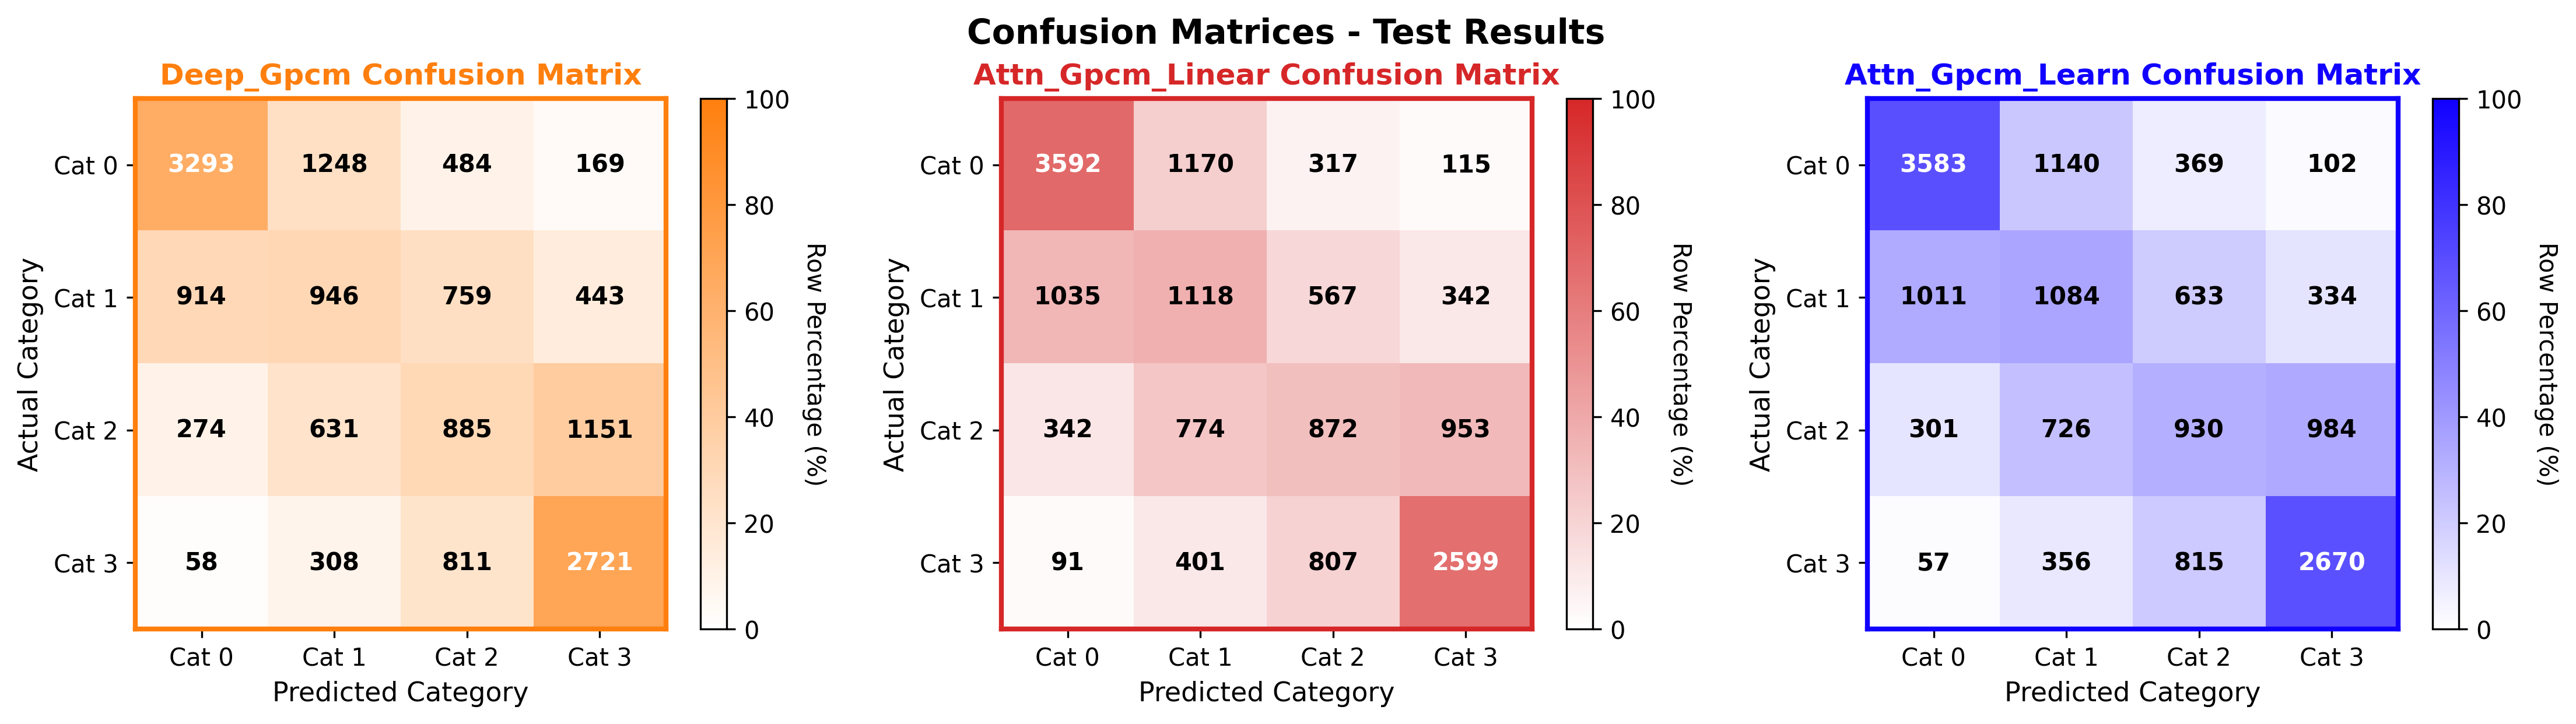 Confusion Matrices - Test Results
Deep_Gpcm Confusion Matrix
Actual Category
Cat 0
3293 1248 484 169
Cat 1
914 946 759 443
Cat 2
274 631 885 1151
Cat 3
58 308 811 2721
Cat 0 Cat 1 Cat 2 Cat 3
Predicted Category
100
80
60
40
20
0
Row Percentage (%)
Attn_Gpcm_Linear Confusion Matrix
Actual Category
Cat 0
3592 1170 317 115
Cat 1
1035 1118 567 342
Cat 2
342 774 872 953
Cat 3
91 401 807 2599
Cat 0 Cat 1 Cat 2 Cat 3
Predicted Category
100
80
60
40
20
0
Row Percentage (%)
Attn_Gpcm_Learn Confusion Matrix
Actual Category
Cat 0
3583 1140 369 102
Cat 1
1011 1084 633 334
Cat 2
301 726 930 984
Cat 3
57 356 815 2670
Cat 0 Cat 1 Cat 2 Cat 3
Predicted Category
100
80
60
40
20
0
Row Percentage (%)